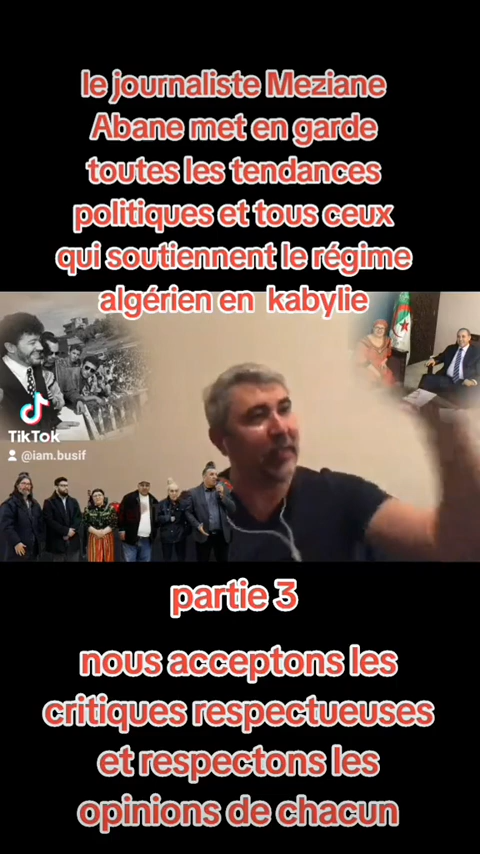 le journaliste Meziane
Abane met en garde
toutes les tendances
politiques et tous ceux
qui soutiennent le régime
algérien en kabylie
TikTok
@iam.busif
partie 3
nous acceptons les
critiques respectueuses
et respectons les
opinions de chacun